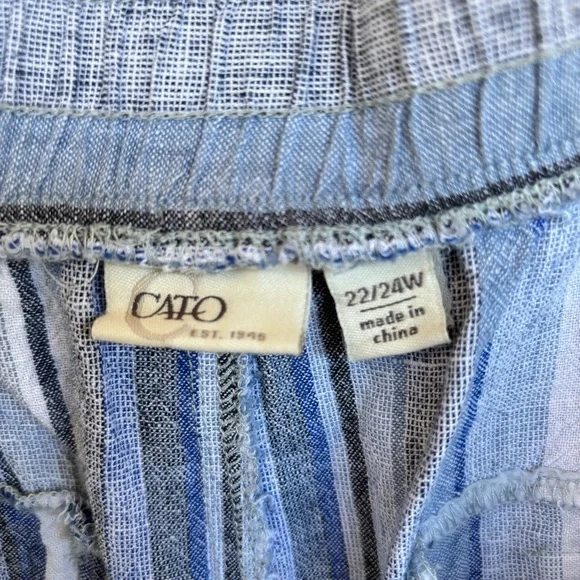 CATO
EST. 1946
22/24W
made in
china